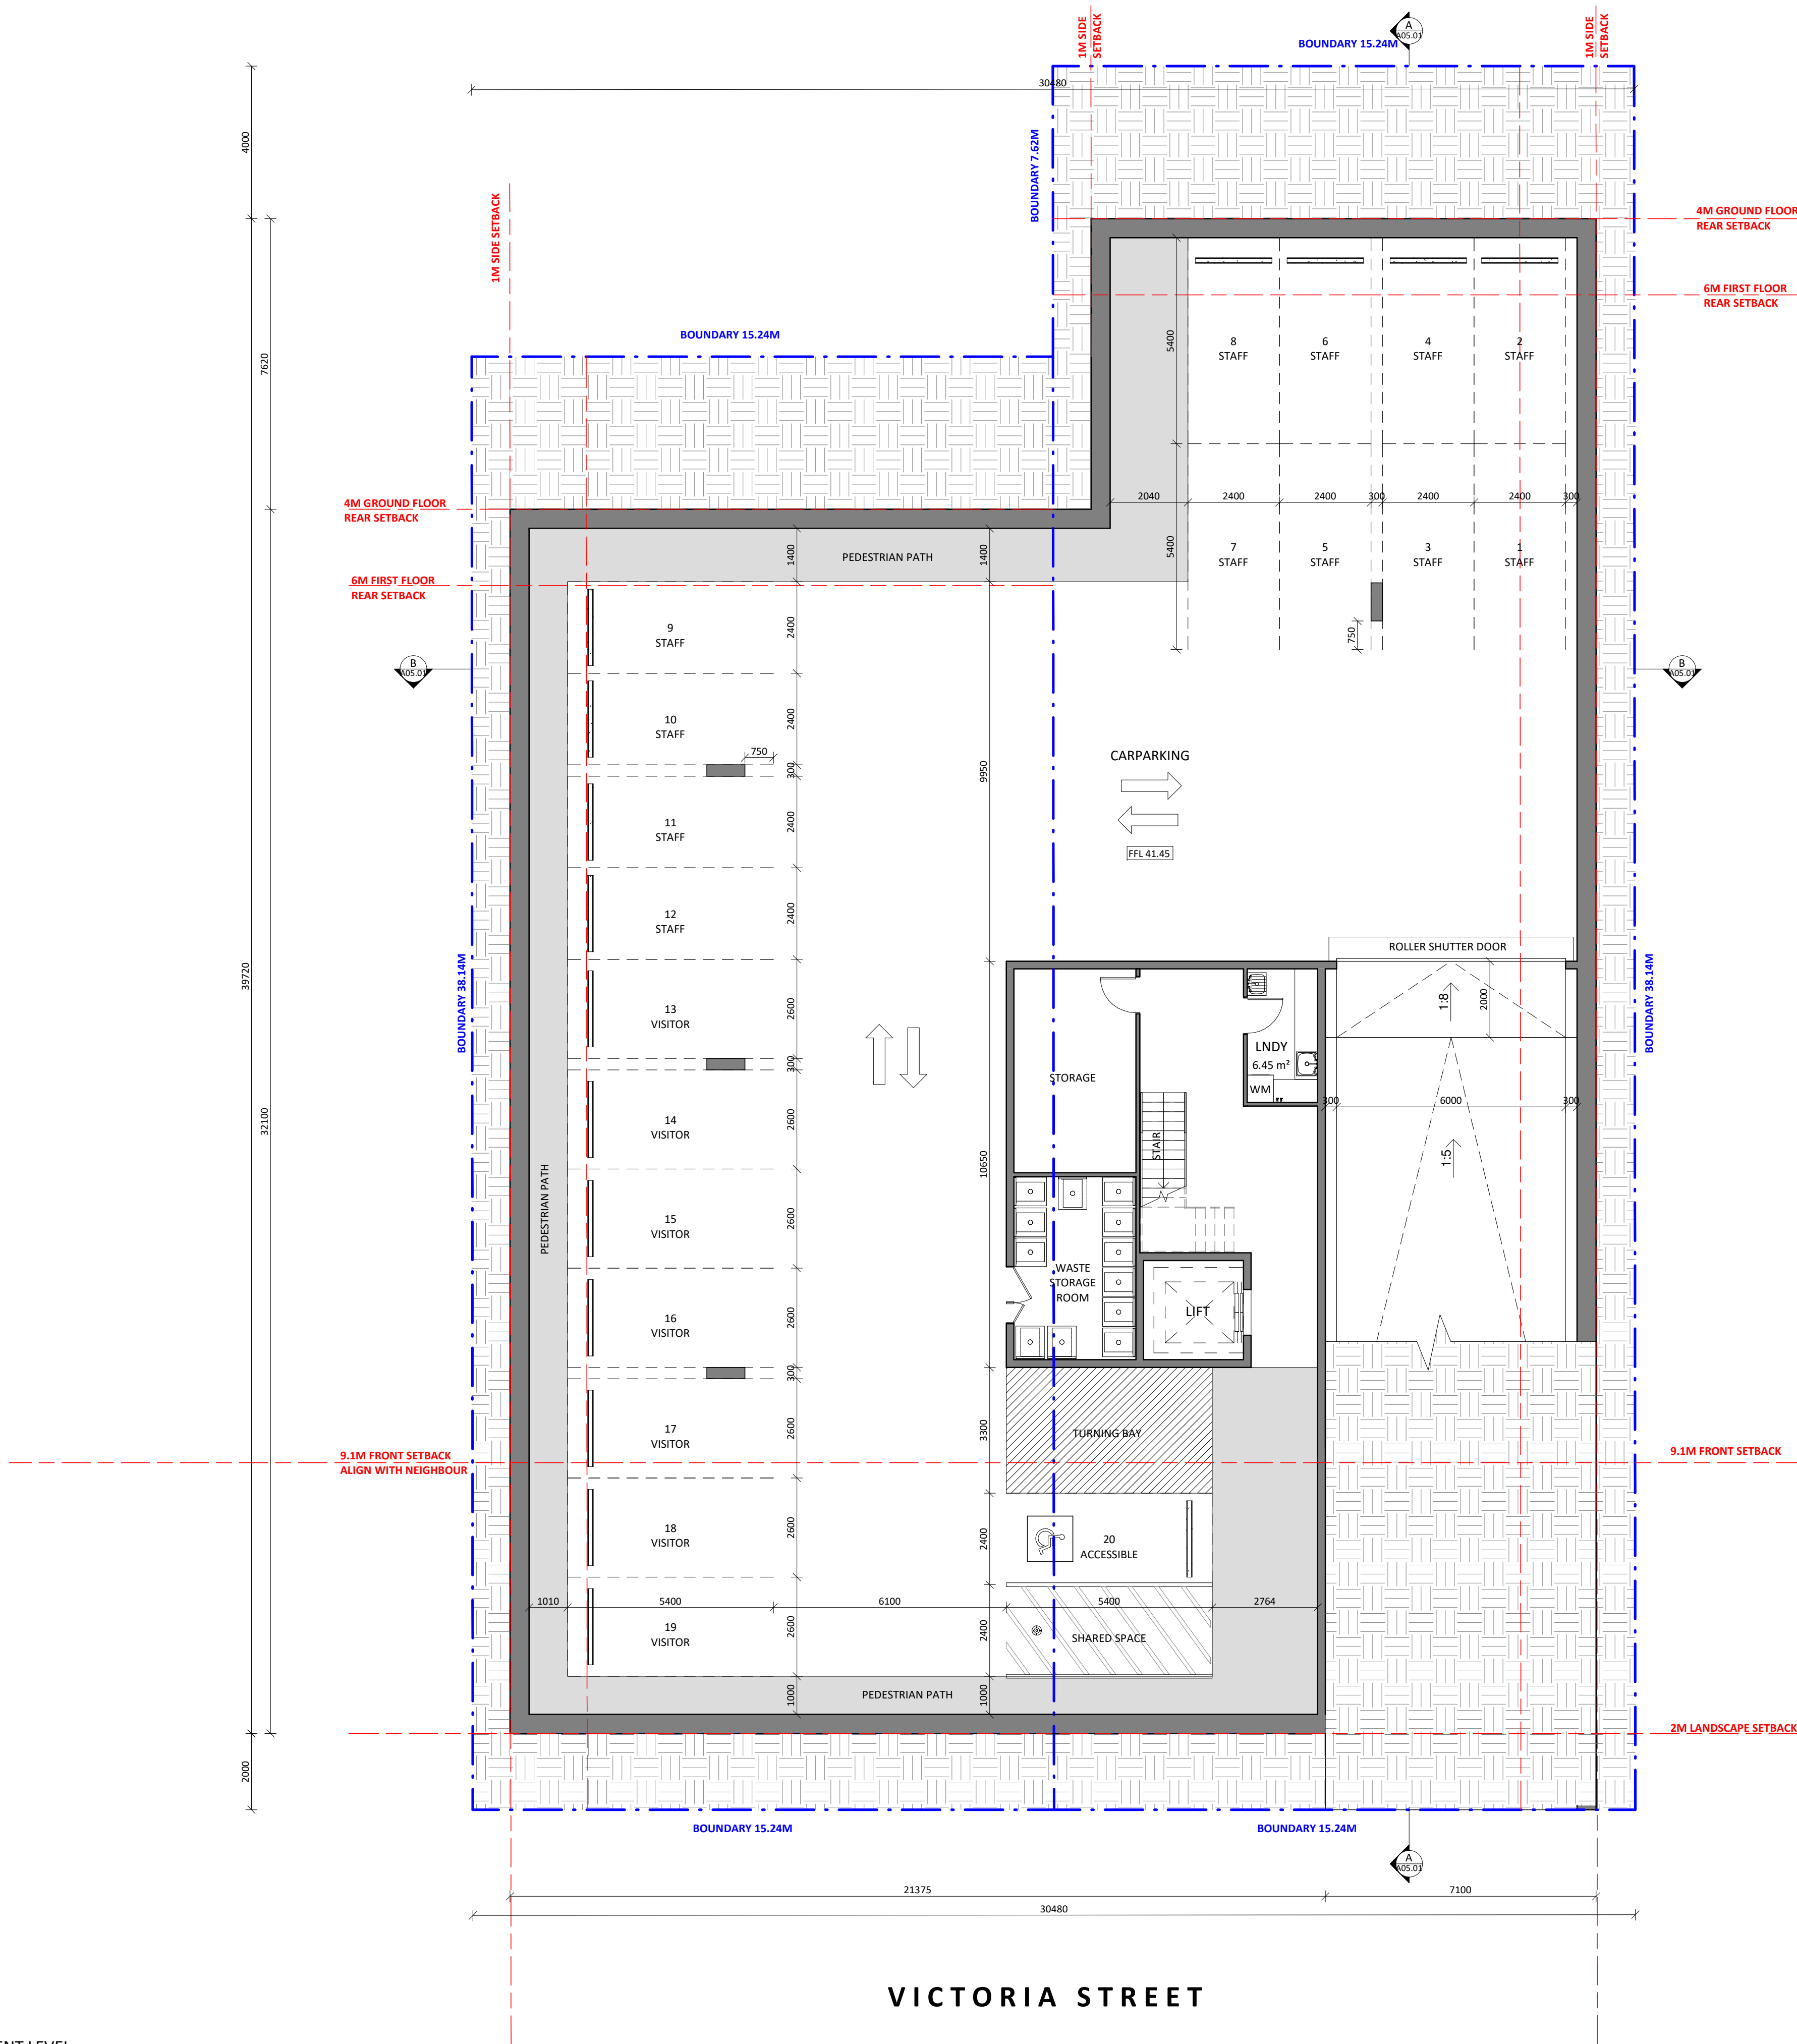 1M SIDE
SETBACK
BOUNDARY 15.24M
A
A05.01
1M SIDE
SETBACK
30480
4000
BOUNDARY 7.62M
1M SIDE SETBACK
4M GROUND FLOOR
REAR SETBACK
6M FIRST FLOOR
REAR SETBACK
BOUNDARY 15.24M
7620
5400
8
STAFF
6
STAFF
4
STAFF
2
STAFF
4M GROUND FLOOR
REAR SETBACK
2040
2400
2400
300
2400
2400
300
1400
PEDESTRIAN PATH
1400
5400
7
STAFF
5
STAFF
3
STAFF
1
STAFF
6M FIRST FLOOR
REAR SETBACK
9
STAFF
2400
750
B
A05.01
B
A05.01
10
STAFF
2400
750
300
9950
CARPARKING
FFL 41.45
11
STAFF
2400
12
STAFF
2400
ROLLER SHUTTER DOOR
39720
BOUNDARY 38.14M
BOUNDARY 38.14M
13
VISITOR
2600
300
1:8
2000
LNDY
6.45 m²
WM
STORAGE
32100
14
VISITOR
2600
300
6000
300
STAIR
1:5
10650
PEDESTRIAN PATH
15
VISITOR
2600
WASTE
STORAGE
ROOM
LIFT
16
VISITOR
2600
300
17
VISITOR
2600
3300
TURNING BAY
9.1M FRONT SETBACK
ALIGN WITH NEIGHBOUR
9.1M FRONT SETBACK
18
VISITOR
2600
2400
20
ACCESSIBLE
1010
5400
6100
5400
2764
19
VISITOR
2600
2400
SHARED SPACE
1000
PEDESTRIAN PATH
1000
2M LANDSCAPE SETBACK
2000
BOUNDARY 15.24M
BOUNDARY 15.24M
A
A05.01
21375
7100
30480
VICTORIA STREET